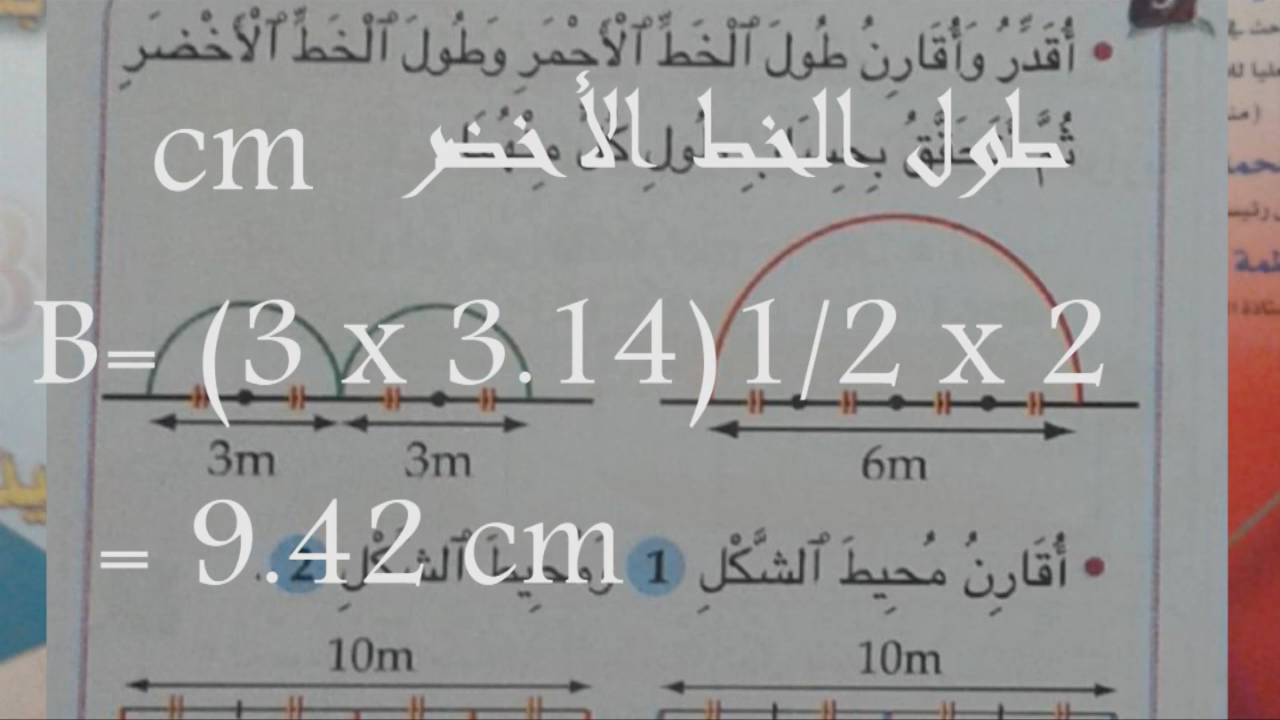 أُقَدِّرُ وَأُقَارِنُ طُولَ ٱلْخَطِّ ٱلْأَحْمَرِ وَطُولَ ٱلْخَطِّ ٱلْأَخْضَرِ
طول الخط الأخضر cm
B= (3 x 3.14)1/2 x 2
3m 3m 6m
= 9.42 cm
أُقَارِنُ مُحِيطَ ٱلشَّكْلِ 1 وَمُحِيطَ ٱلشَّكْلِ 2 .
10m 10m